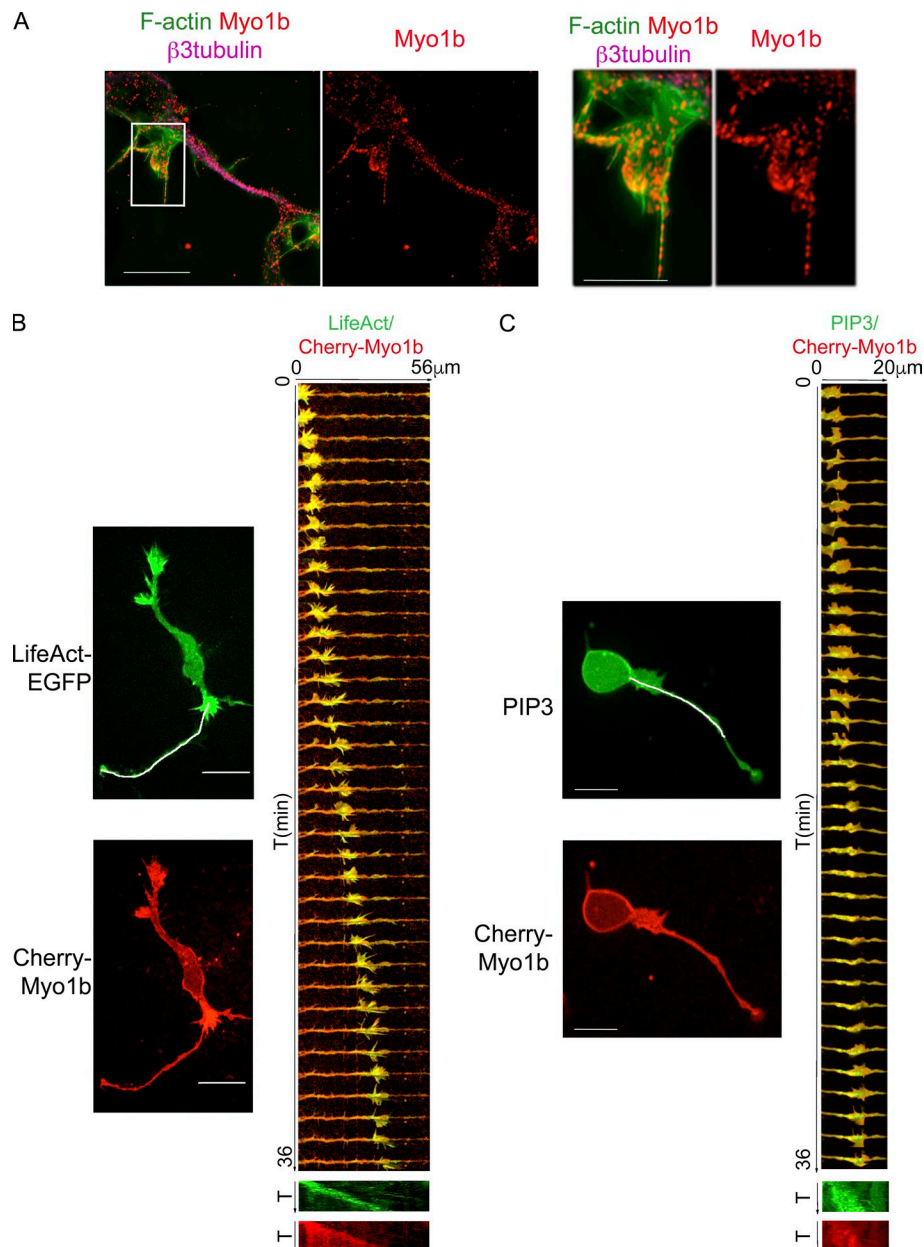 A
F-actin Myo1b
β3tubulin
Myo1b
F-actin Myo1b
β3tubulin
Myo1b
B
LifeAct/
Cherry-Myo1b
0
56μm
0
LifeAct-
EGFP
Cherry-
Myo1b
T(min)
36
T
T
C
PIP3/
Cherry-Myo1b
0
20μm
0
PIP3
Cherry-
Myo1b
T(min)
36
T
T